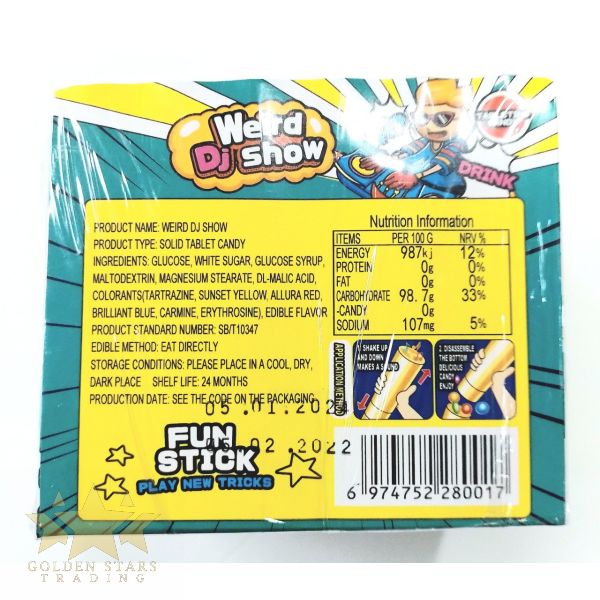 Weird
Dj Show
DRINK
PRODUCT NAME: WEIRD DJ SHOW
PRODUCT TYPE: SOLID TABLET CANDY
INGREDIENTS: GLUCOSE, WHITE SUGAR, GLUCOSE SYRUP,
MALTODEXTRIN, MAGNESIUM STEARATE, DL-MALIC ACID,
COLORANTS(TARTRAZINE, SUNSET YELLOW, ALLURA RED,
BRILLIANT BLUE, CARMINE, ERYTHROSINE), EDIBLE FLAVOR
PRODUCT STANDARD NUMBER: SB/T10347
EDIBLE METHOD: EAT DIRECTLY
STORAGE CONDITIONS: PLEASE PLACE IN A COOL, DRY,
DARK PLACE SHELF LIFE: 24 MONTHS
PRODUCTION DATE: SEE THE CODE ON THE PACKAGING
05.01.202
02 2022
Nutrition Information
ITEMS PER 100 G NRV %
ENERGY 987kj 12%
PROTEIN 0g 0%
FAT 0g 0%
CARBOHYDRATE 98.7g 33%
-CANDY 0g
SODIUM 107mg 5%
APPLICATION METHOD
1. SHAKE UP
AND DOWN
MAKES A SOUND
2. DISASSEMBLE
THE BOTTOM
DELICIOUS
CANDY
ENJOY
FUN
STICK
PLAY NEW TRICKS
6 974752 280017
GOLDEN STARS
TRADING